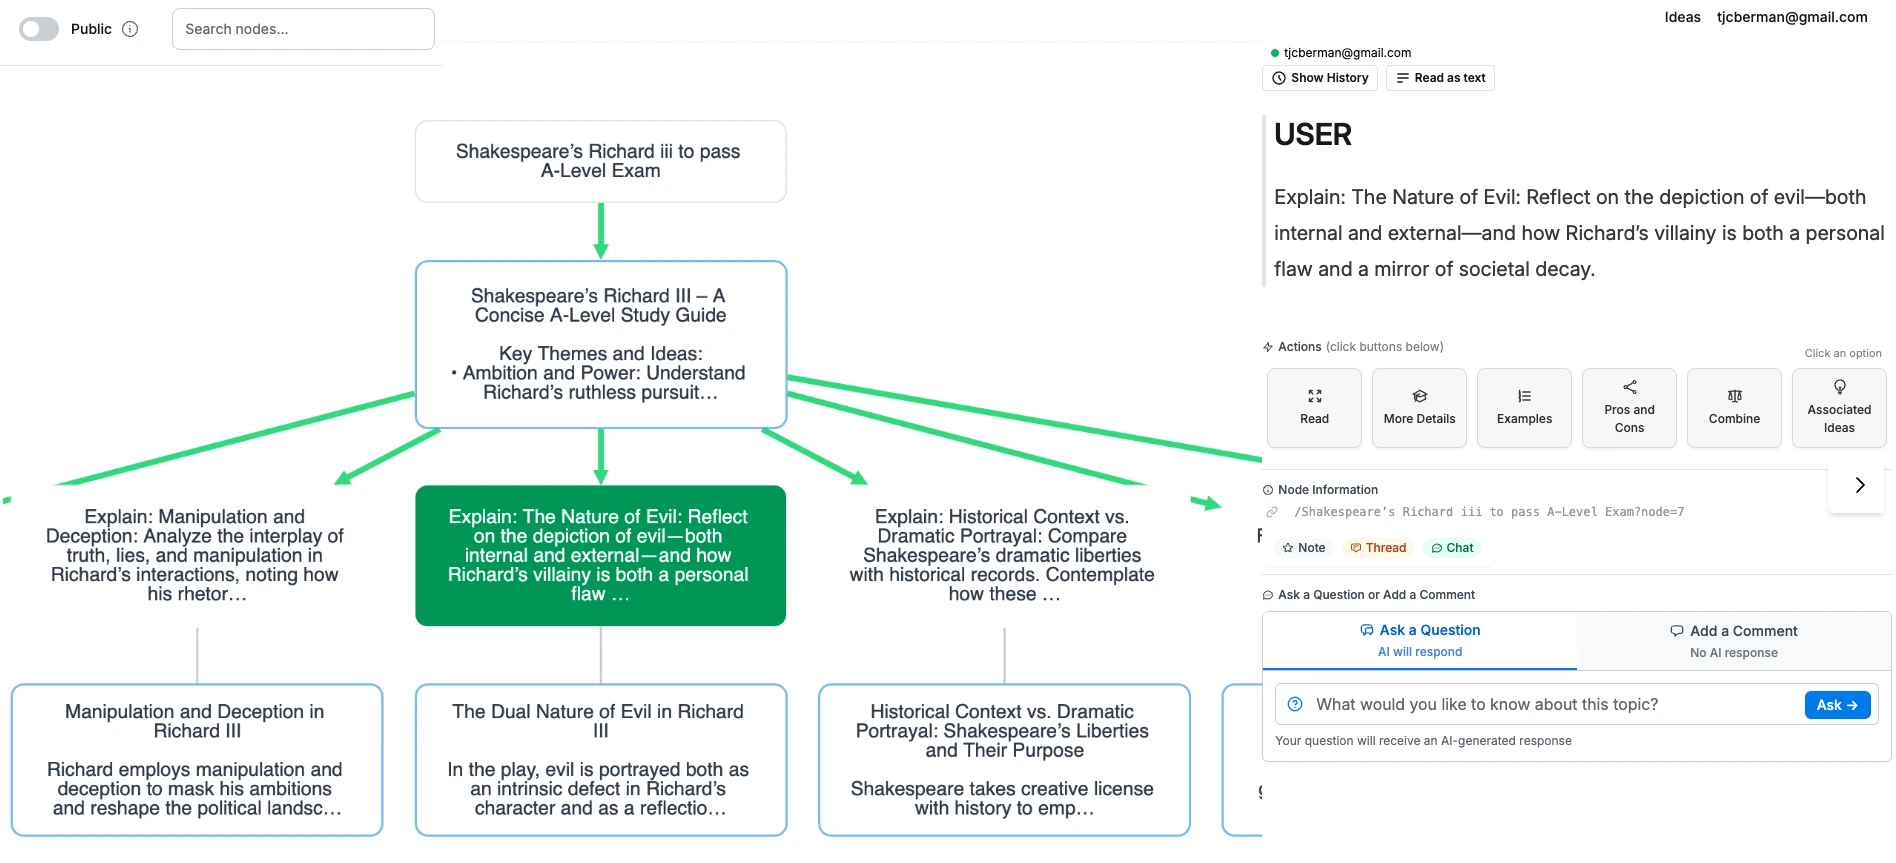 Public
Search nodes...
Ideas
tjcberman@gmail.com
tjcberman@gmail.com
Show History
Read as text
Shakespeare's Richard iii to pass
A-Level Exam
Shakespeare's Richard III – A
Concise A-Level Study Guide
Key Themes and Ideas:
• Ambition and Power: Understand
Richard's ruthless pursuit...
Explain: Manipulation and
Deception: Analyze the interplay of
truth, lies, and manipulation in
Richard's interactions, noting how
his rhetor...
Explain: The Nature of Evil: Reflect
on the depiction of evil—both
internal and external—and how
Richard's villainy is both a personal
flaw ...
Explain: Historical Context vs.
Dramatic Portrayal: Compare
Shakespeare's dramatic liberties
with historical records. Contemplate
how these ...
Manipulation and Deception in
Richard III
Richard employs manipulation and
deception to mask his ambitions
and reshape the political landsc...
The Dual Nature of Evil in Richard
III
In the play, evil is portrayed both as
an intrinsic defect in Richard's
character and as a reflectio...
Historical Context vs. Dramatic
Portrayal: Shakespeare's Liberties
and Their Purpose
Shakespeare takes creative license
with history to emp...
USER
Explain: The Nature of Evil: Reflect on the depiction of evil—both
internal and external—and how Richard's villainy is both a personal
flaw and a mirror of societal decay.
Actions (click buttons below)
Click an option
Read
More Details
Examples
Pros and
Cons
Combine
Associated
Ideas
Node Information
/Shakespeare's Richard iii to pass A-Level Exam?node=7
Note
Thread
Chat
Ask a Question or Add a Comment
Ask a Question
AI will respond
Add a Comment
No AI response
What would you like to know about this topic?
Ask →
Your question will receive an AI-generated response